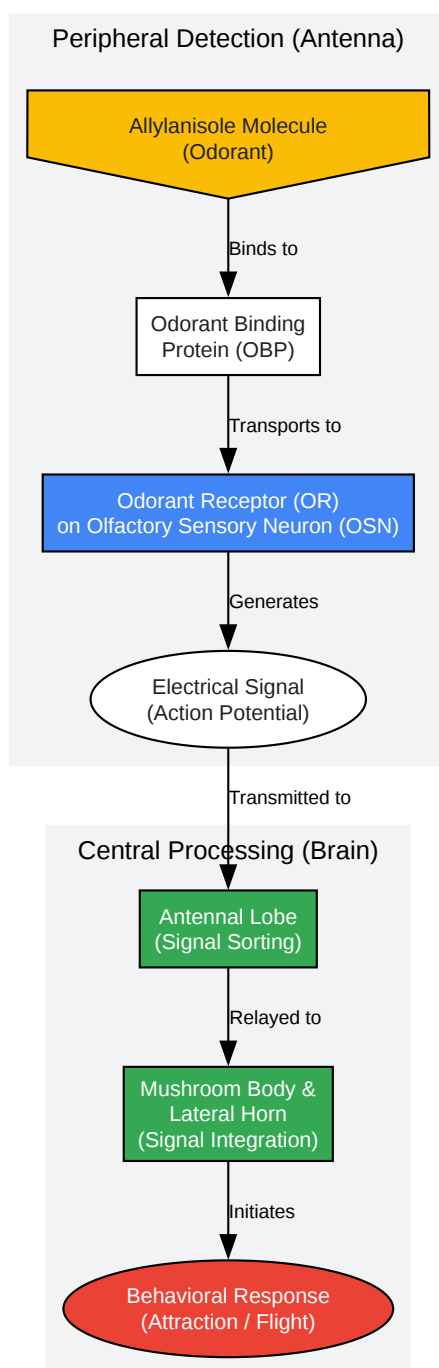 Peripheral Detection (Antenna)
Allylanisole Molecule
(Odorant)
Binds to
Odorant Binding
Protein (OBP)
Transports to
Odorant Receptor (OR)
on Olfactory Sensory Neuron (OSN)
Generates
Electrical Signal
(Action Potential)
Transmitted to
Central Processing (Brain)
Antennal Lobe
(Signal Sorting)
Relayed to
Mushroom Body &
Lateral Horn
(Signal Integration)
Initiates
Behavioral Response
(Attraction / Flight)